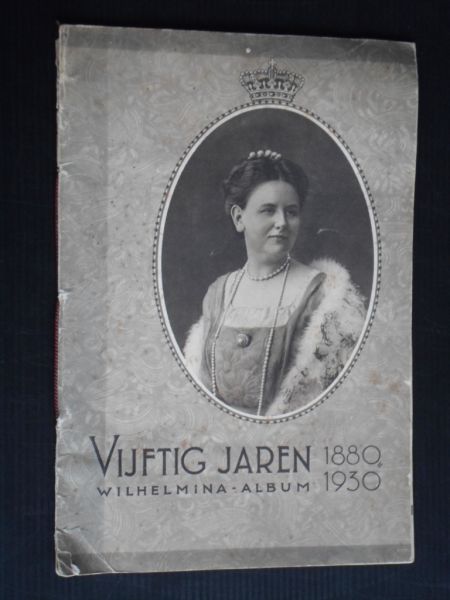 VIJFTIG JAREN 1880
WILHELMINA-ALBUM 1930